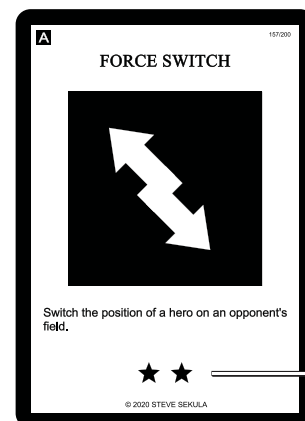 A
157/200
FORCE SWITCH
Switch the position of a hero on an opponent's
field.
© 2020 STEVE SEKULA